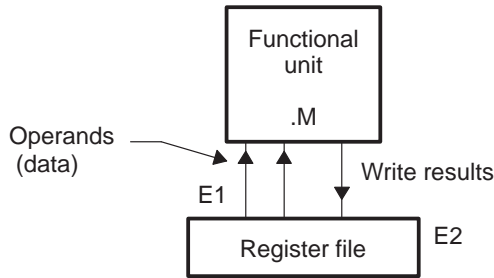 Functional
unit
.M
Operands
(data)
Write results
E1
E2
Register file